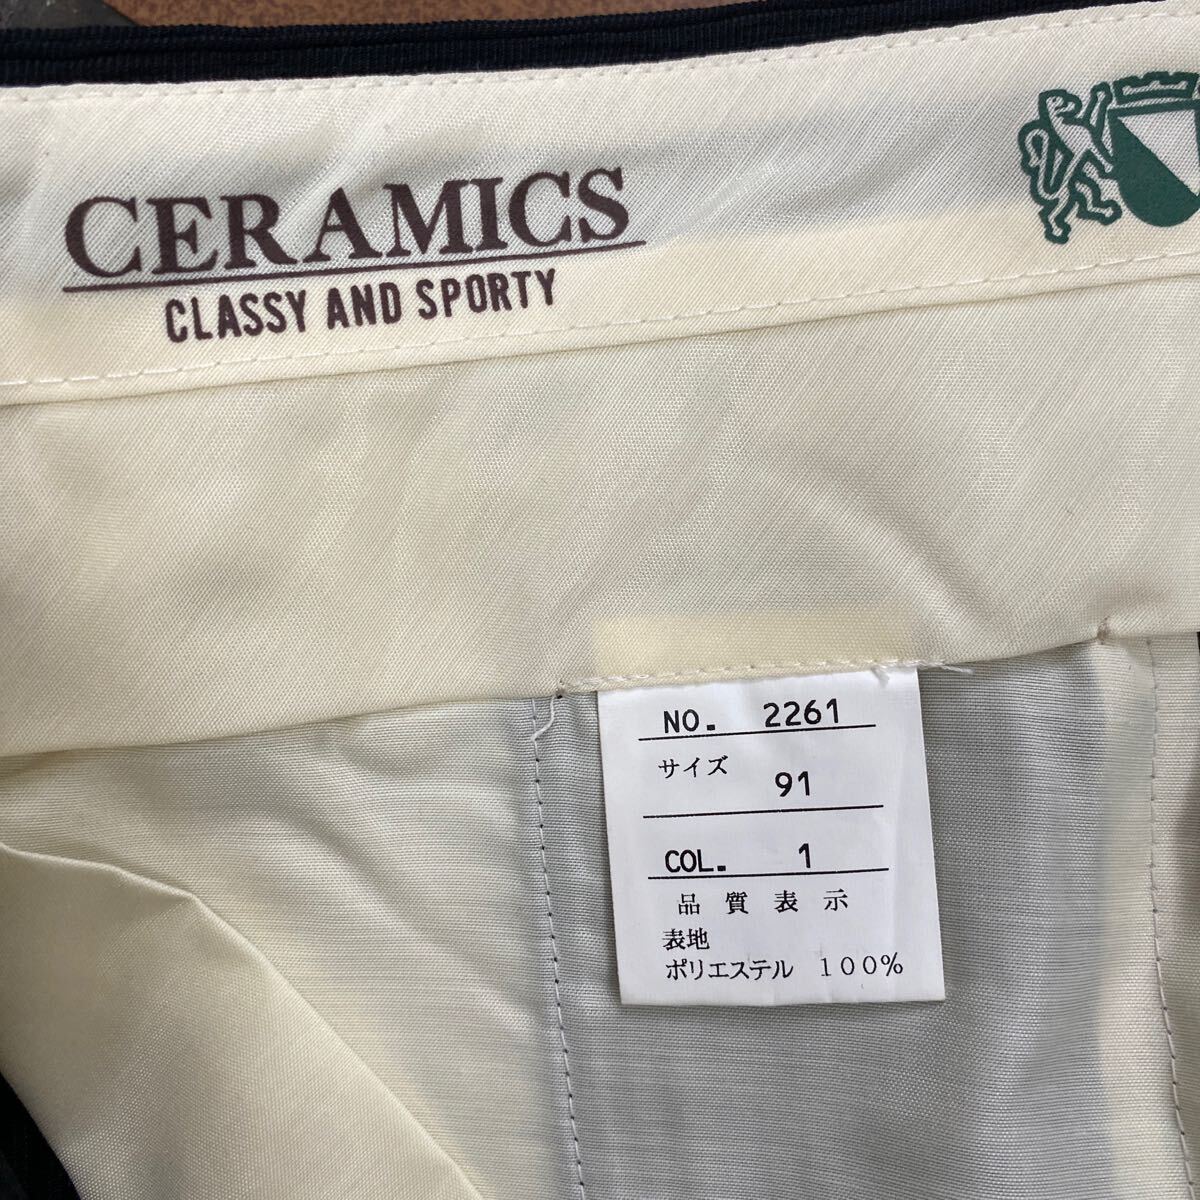 CERAMICS
CLASSY AND SPORTY
NO. 2261
サイズ 91
COL. 1
品質表示
表地
ポリエステル 100%